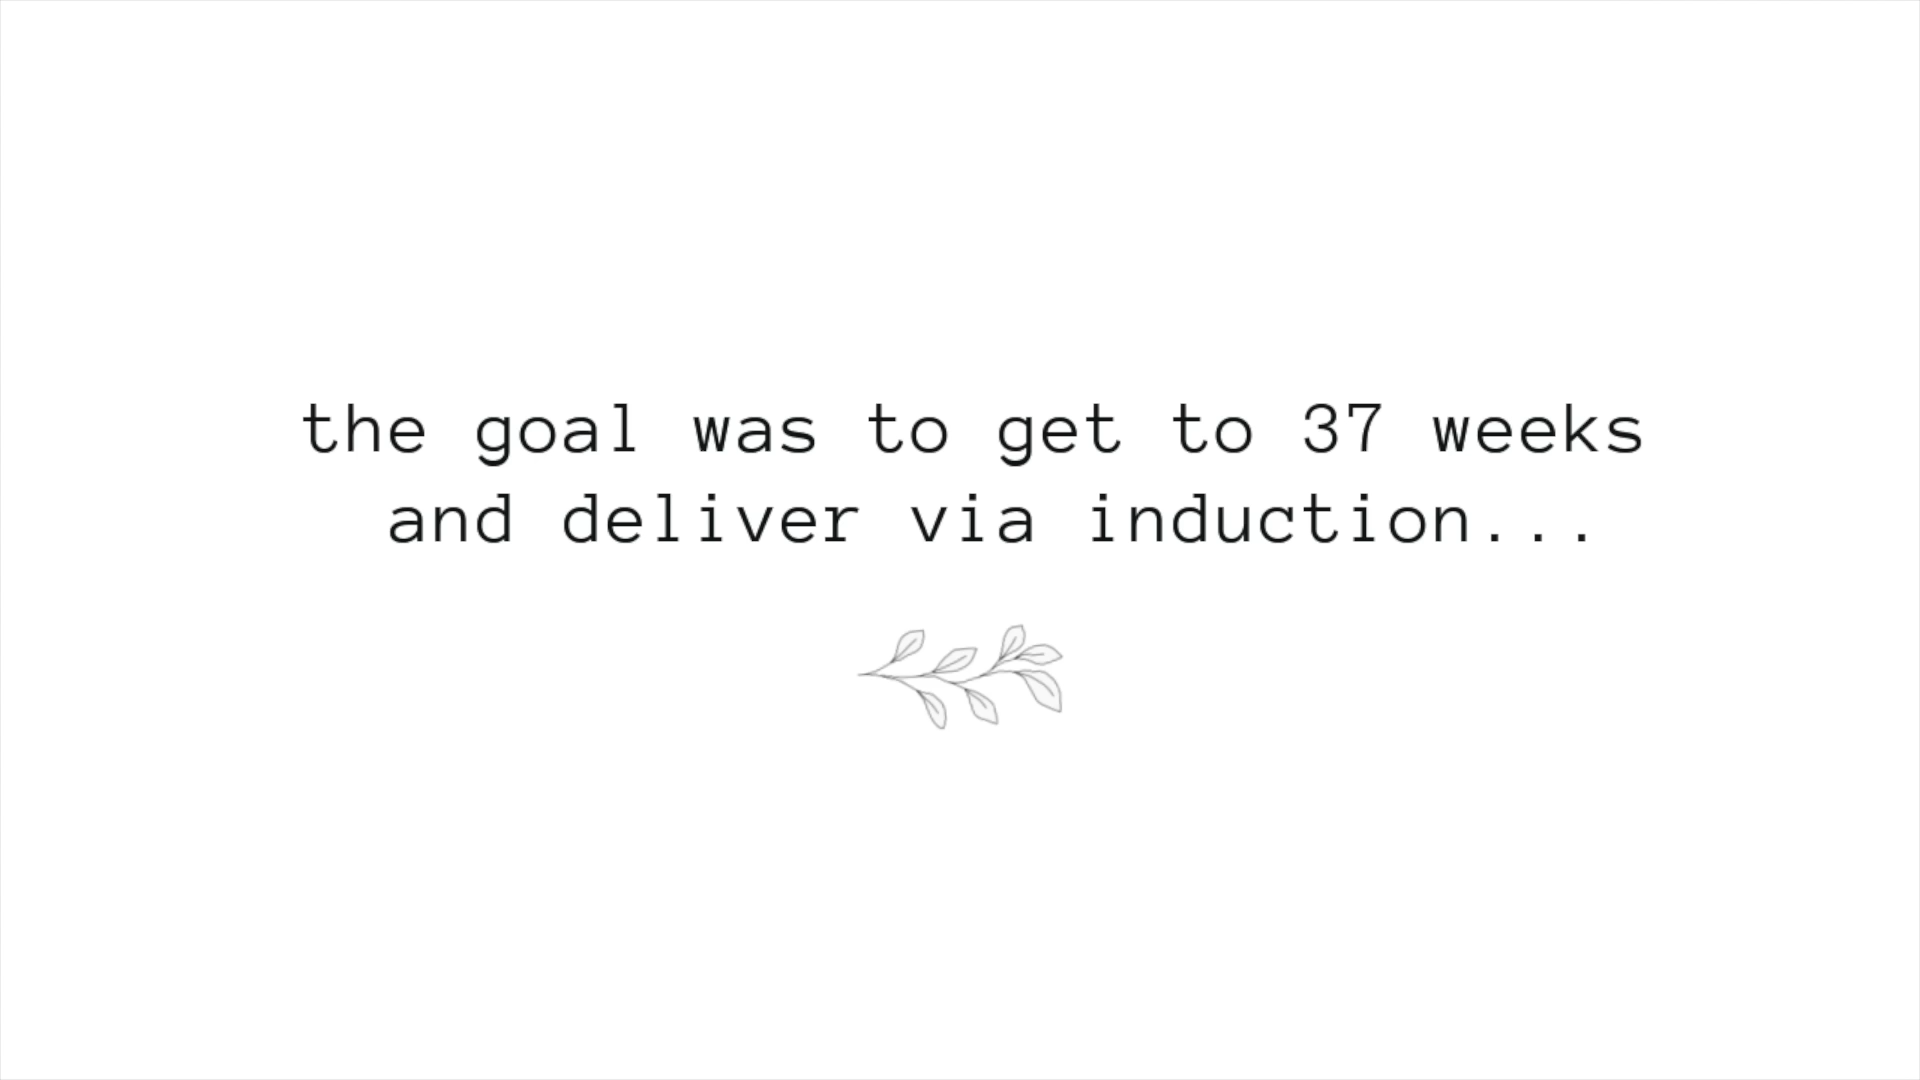 the goal was to get to 37 weeks
and deliver via induction...